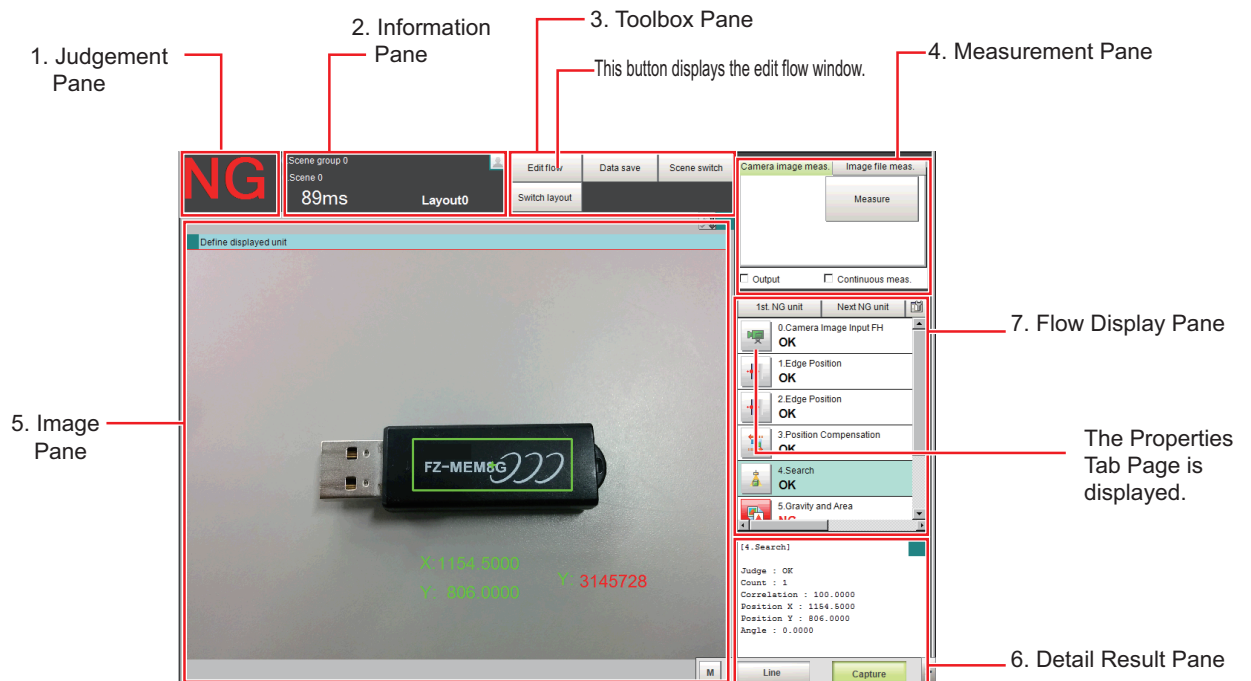 1. Judgement
Pane
2. Information
Pane
3. Toolbox Pane
This button displays the edit flow window.
4. Measurement Pane
NG
Scene group 0
Scene 0
89ms
Layout0
Edit flow
Data save
Scene switch
Switch layout
Camera image meas.
Image file meas.
Measure
Output
Continuous meas.
Define displayed unit
1st. NG unit
Next NG unit
0.Camera Image Input FH
OK
1.Edge Position
OK
2.Edge Position
OK
3.Position Compensation
OK
4.Search
OK
5.Gravity and Area
NG
7. Flow Display Pane
The Properties
Tab Page is
displayed.
5. Image
Pane
FZ-MEM8G
X:1154.5000
Y: 806.0000
Y: 3145728
[4.Search]
Judge : OK
Count : 1
Correlation : 100.0000
Position X : 1154.5000
Position Y : 806.0000
Angle : 0.0000
M
Line
Capture
6. Detail Result Pane